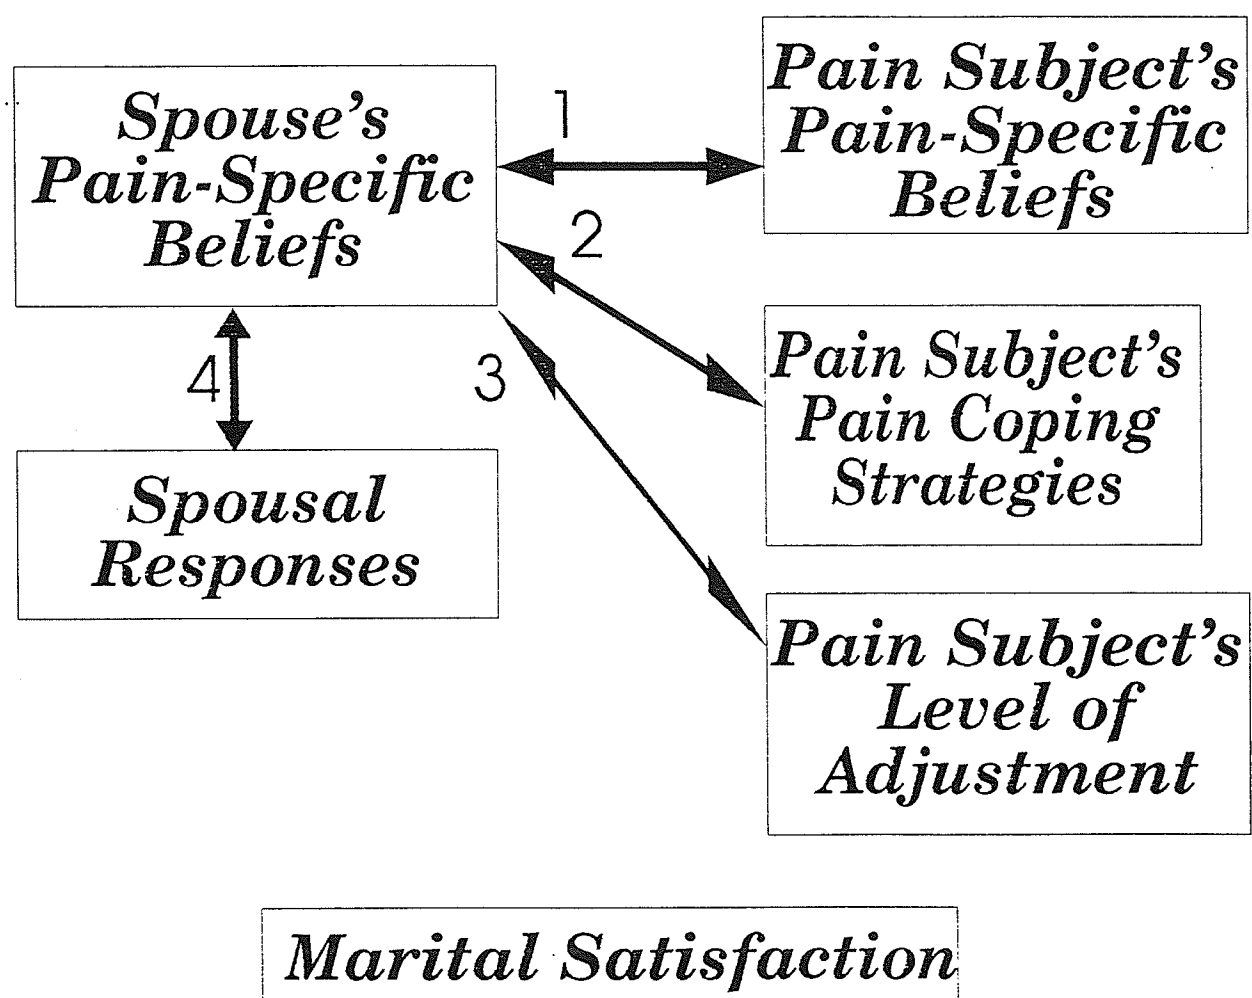 Spouse's
Pain-Specific
Beliefs
1
Pain Subject's
Pain-Specific
Beliefs
2
Pain Subject's
Pain Coping
Strategies
3
Pain Subject's
Level of
Adjustment
4
Spousal
Responses
Marital Satisfaction